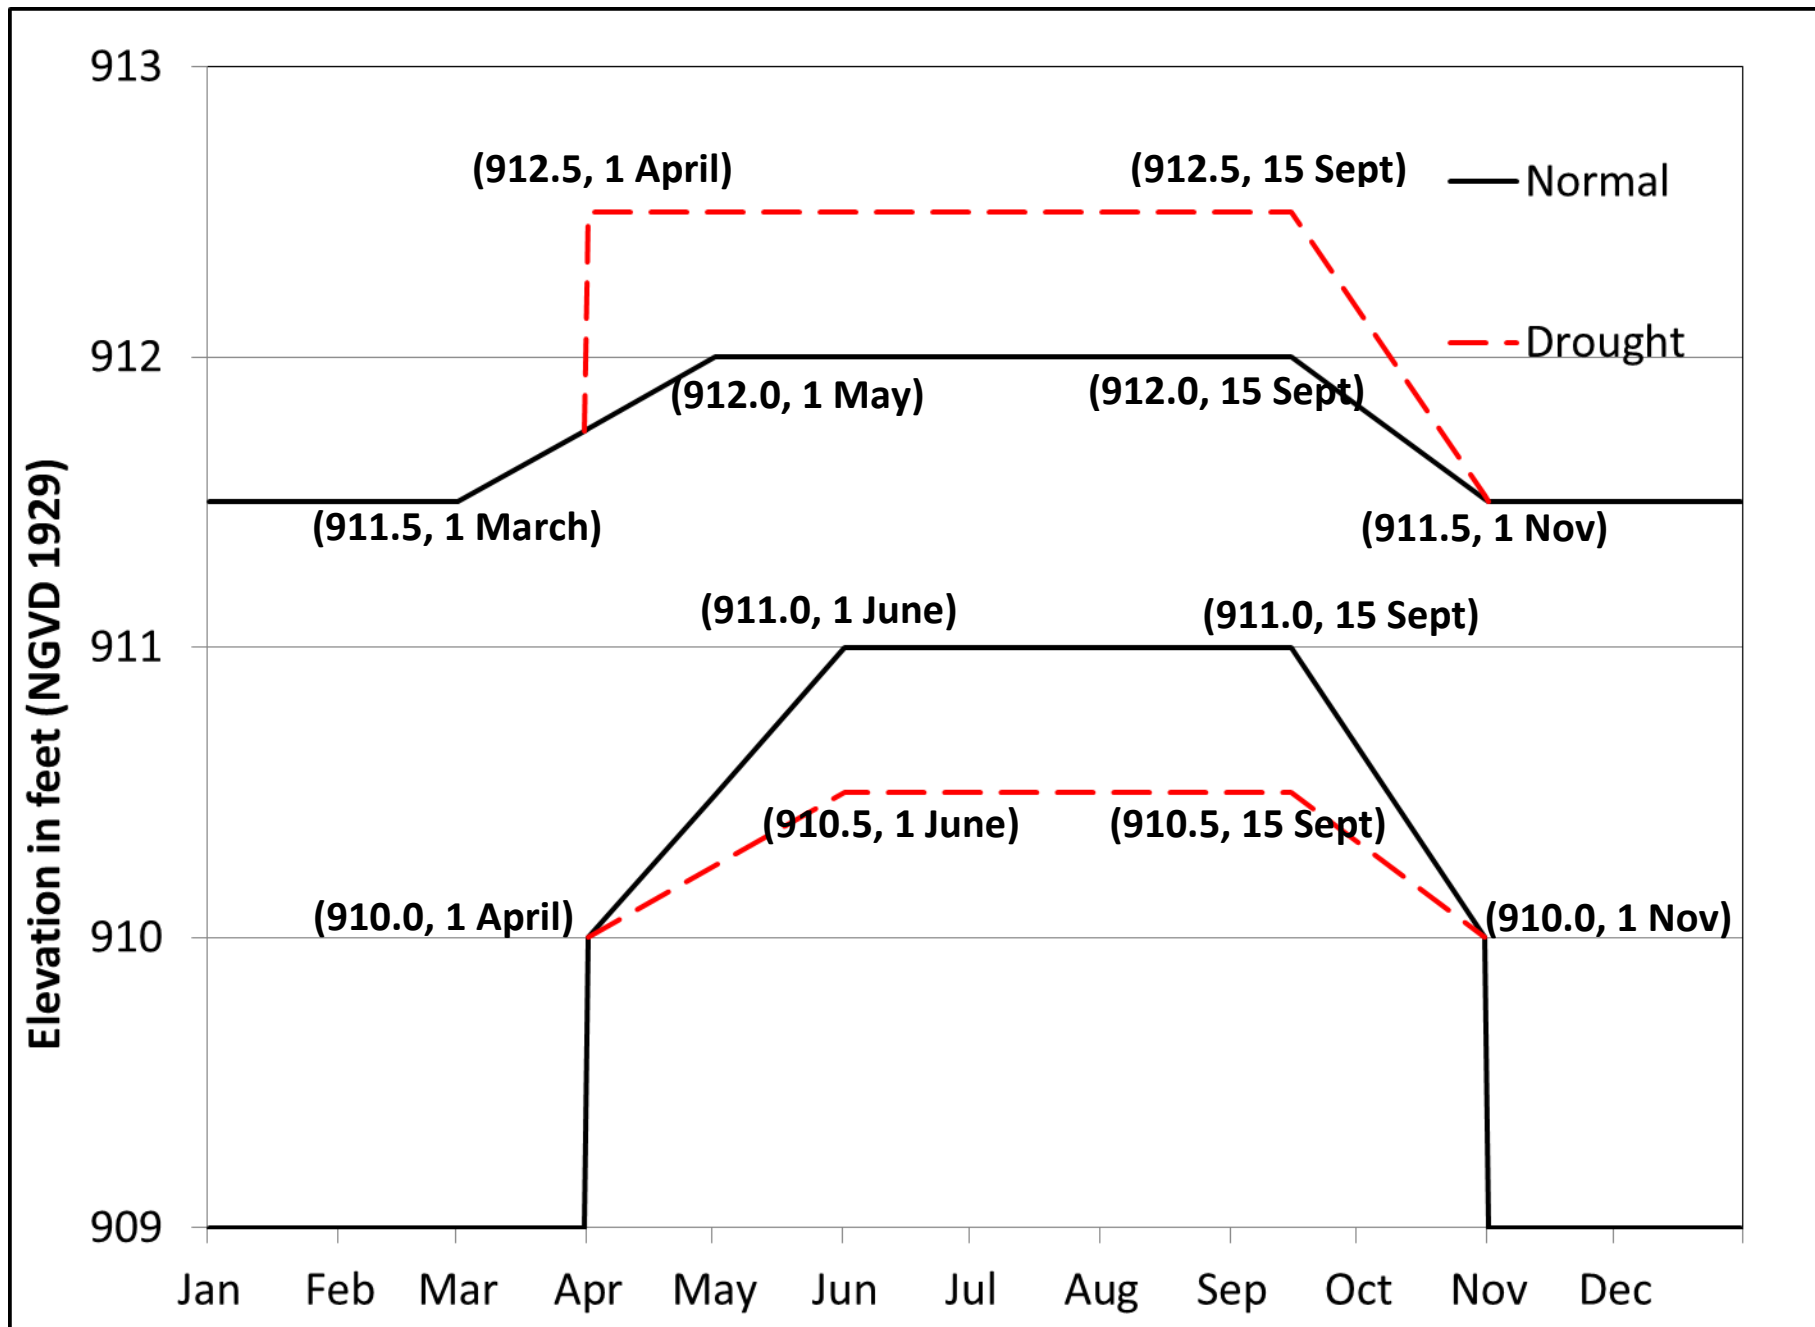 913
(912.5, 1 April)
(912.5, 15 Sept)
Normal
912
Drought
(912.0, 1 May)
(912.0, 15 Sept)
(911.5, 1 March)
(911.5, 1 Nov)
Elevation in feet (NGVD 1929)
(911.0, 1 June)
(911.0, 15 Sept)
911
(910.5, 1 June)
(910.5, 15 Sept)
(910.0, 1 April)
(910.0, 1 Nov)
910
909
Jan Feb Mar Apr May Jun Jul Aug Sep Oct Nov Dec